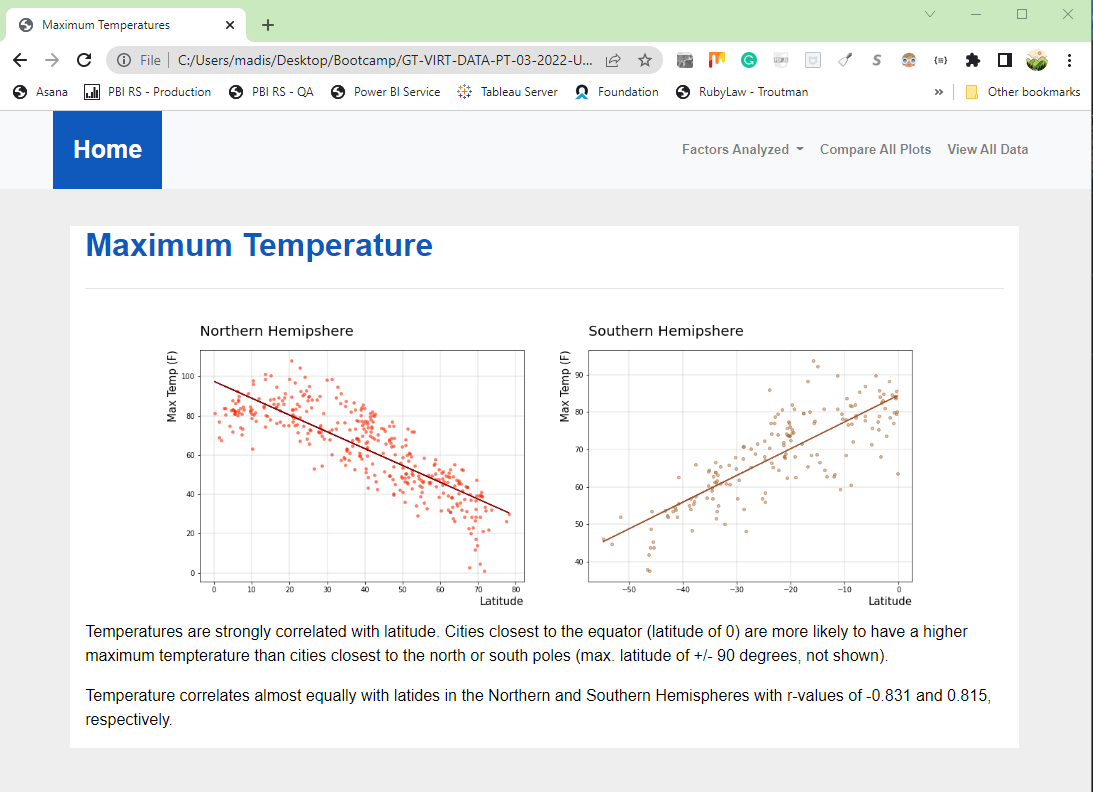 Maximum Temperatures
File
C:/Users/madis/Desktop/Bootcamp/GT-VIRT-DATA-PT-03-2022-U...
Asana
PBI RS - Production
PBI RS - QA
Power BI Service
Tableau Server
Foundation
RubyLaw - Troutman
»
Other bookmarks
Home
Factors Analyzed
Compare All Plots
View All Data
Maximum Temperature
Northern Hemipshere
Max Temp (F)
100
80
60
40
20
0
0 10 20 30 40 50 60 70 80
Latitude
Southern Hemipshere
Max Temp (F)
90
80
70
60
50
40
−50 −40 −30 −20 −10 0
Latitude
Temperatures are strongly correlated with latitude. Cities closest to the equator (latitude of 0) are more likely to have a higher
maximum tempterature than cities closest to the north or south poles (max. latitude of +/- 90 degrees, not shown).
Temperature correlates almost equally with latides in the Northern and Southern Hemispheres with r-values of -0.831 and 0.815,
respectively.